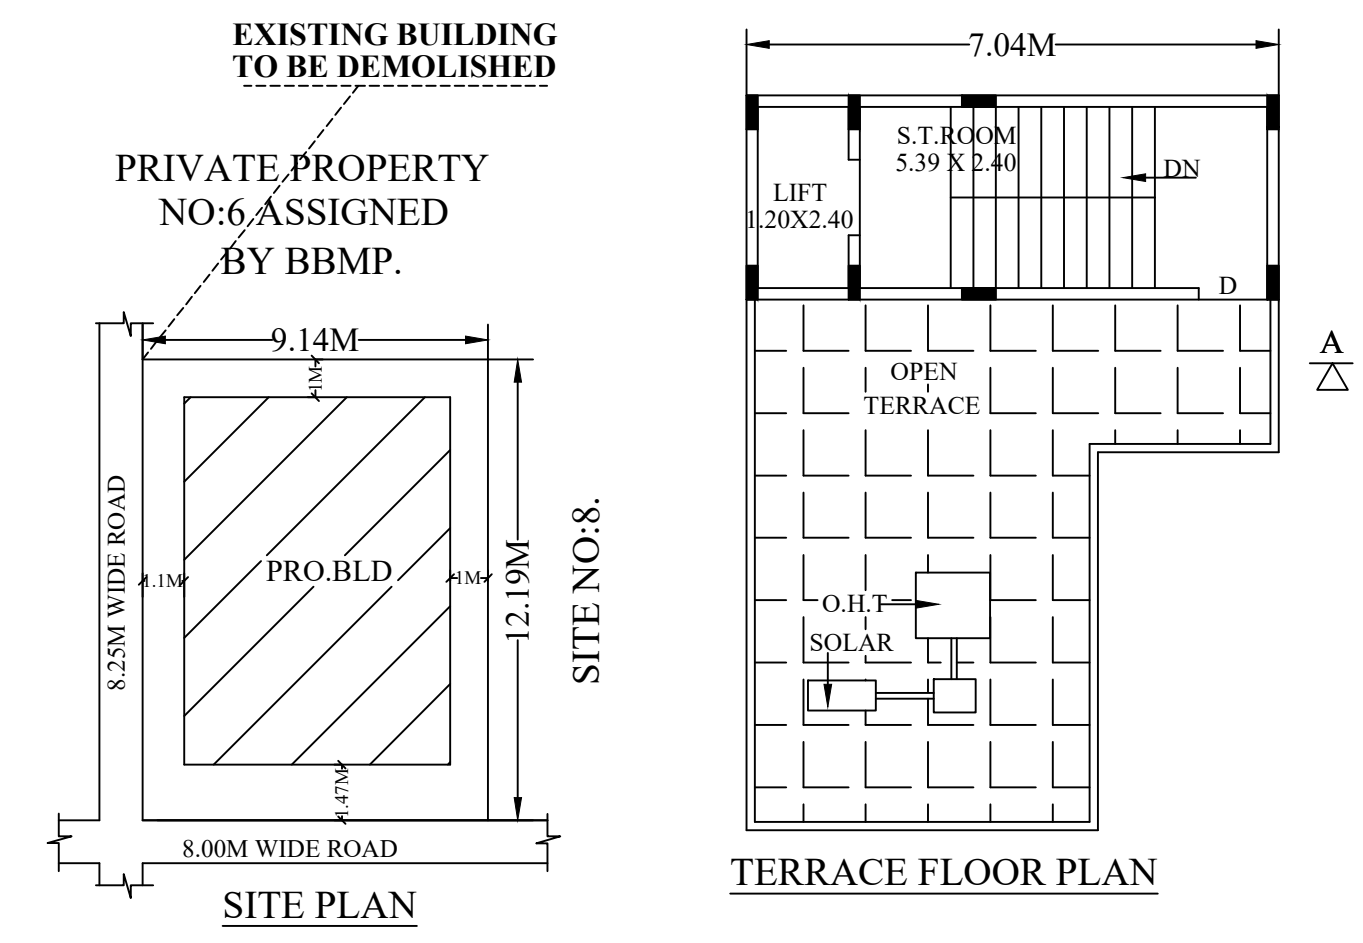 EXISTING BUILDING
TO BE DEMOLISHED
PRIVATE PROPERTY
NO:6 ASSIGNED
BY BBMP.
9.14M
1M
8.25M WIDE ROAD
1.1M
PRO.BLD
1M
12.19M
SITE NO:8.
1.47M
8.00M WIDE ROAD
SITE PLAN
7.04M
S.T.ROOM
5.39 X 2.40
DN
LIFT
1.20X2.40
D
A
OPEN
TERRACE
O.H.T
SOLAR
TERRACE FLOOR PLAN